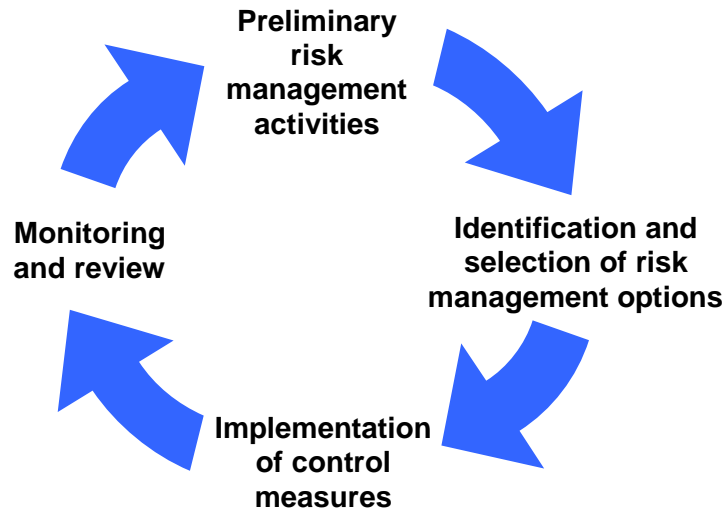 Preliminary
risk
management
activities
Identification and
selection of risk
management options
Implementation
of control
measures
Monitoring
and review